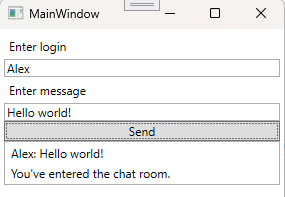 MainWindow
Enter login
Alex
Enter message
Hello world!
Send
Alex: Hello world!
You've entered the chat room.